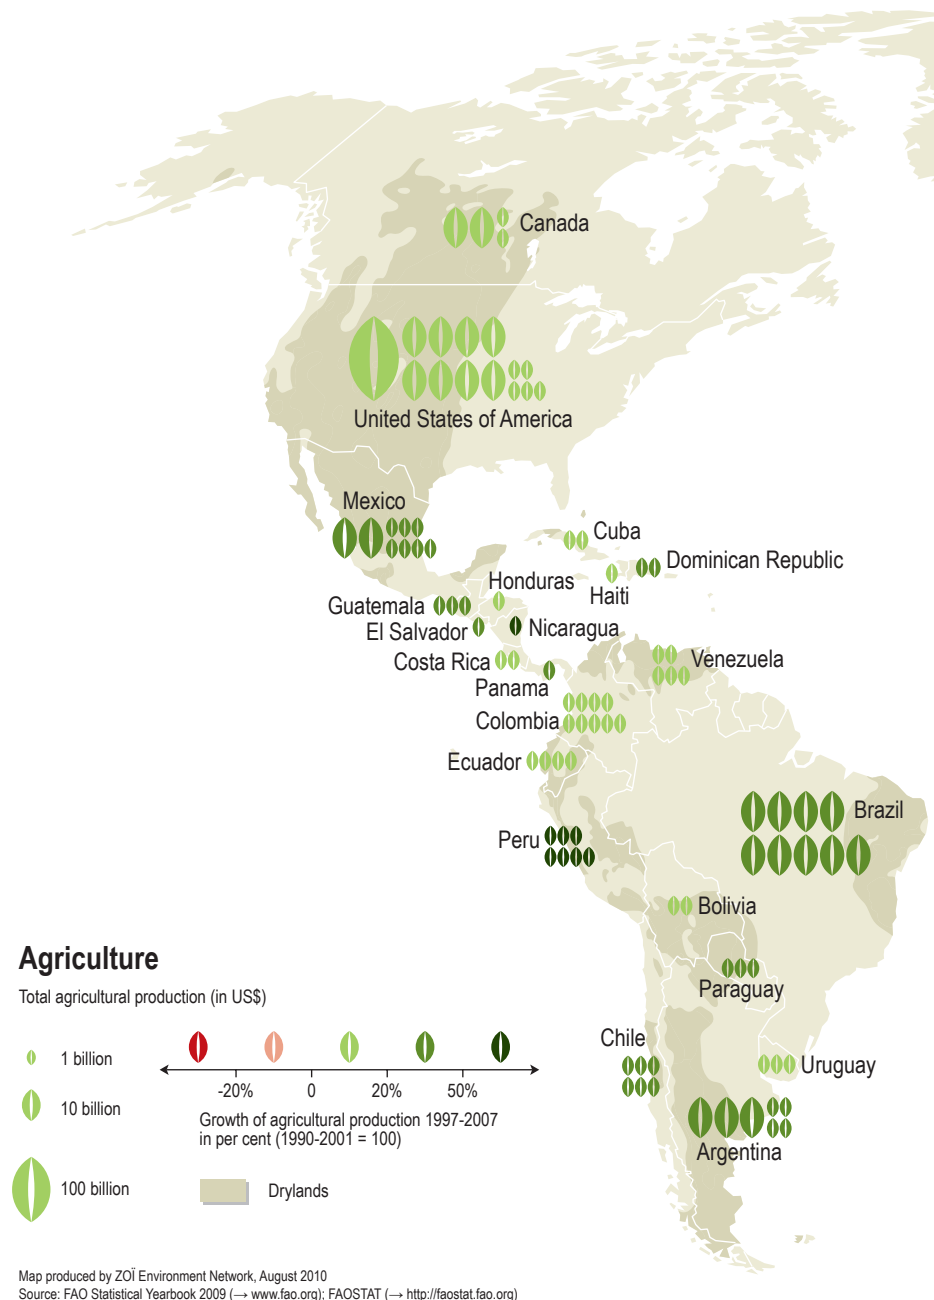 Canada
United States of America
Mexico
Cuba
Dominican Republic
Honduras
Haiti
Guatemala
El Salvador
Nicaragua
Costa Rica
Venezuela
Panama
Colombia
Ecuador
Brazil
Peru
Bolivia
Paraguay
Chile
Uruguay
Argentina
Agriculture
Total agricultural production (in US$)
1 billion
10 billion
100 billion
-20% 0 20% 50%
Growth of agricultural production 1997-2007
in per cent (1990-2001 = 100)
Drylands
Map produced by ZOÏ Environment Network, August 2010
Source: FAO Statistical Yearbook 2009 (→ www.fao.org); FAOSTAT (→ http://faostat.fao.org)